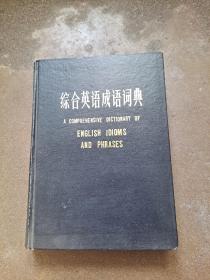 综合英语成语词典
A COMPREHENSIVE DICTIONARY OF
ENGLISH IDIOMS
AND PHRASES